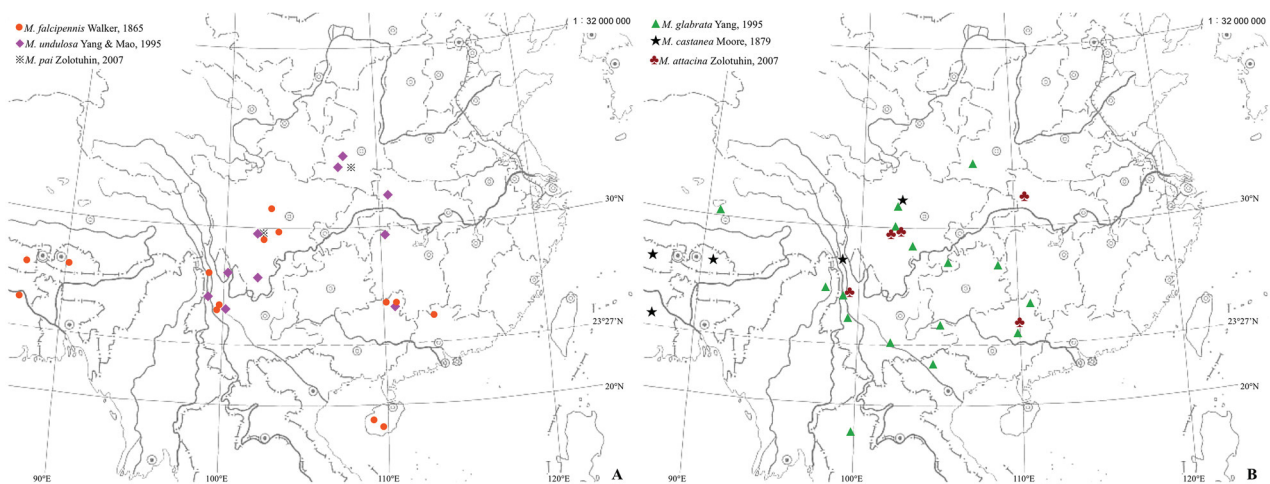 M. falcipennis Walker, 1865
M. undulosa Yang & Mao, 1995
M. pai Zolotuhin, 2007
1 : 32 000 000
30°N
23°27′N
20°N
90°E
100°E
110°E
120°E
A
M. glabrata Yang, 1995
M. castanea Moore, 1879
M. attacina Zolotuhin, 2007
1 : 32 000 000
30°N
23°27′N
20°N
90°E
100°E
110°E
120°E
B